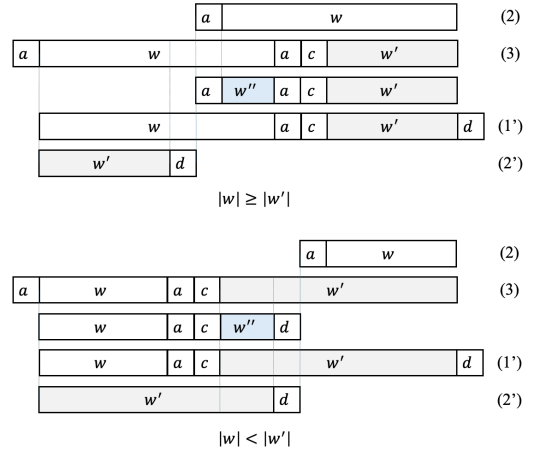 a w (2)
a w a c w′ (3)
a w″ a c w′
w a c w′ d (1’)
w′ d (2’)
|w| ≥ |w′|
a w (2)
a w a c w′ (3)
w a c w″ d
w a c w′ d (1’)
w′ d (2’)
|w| < |w′|